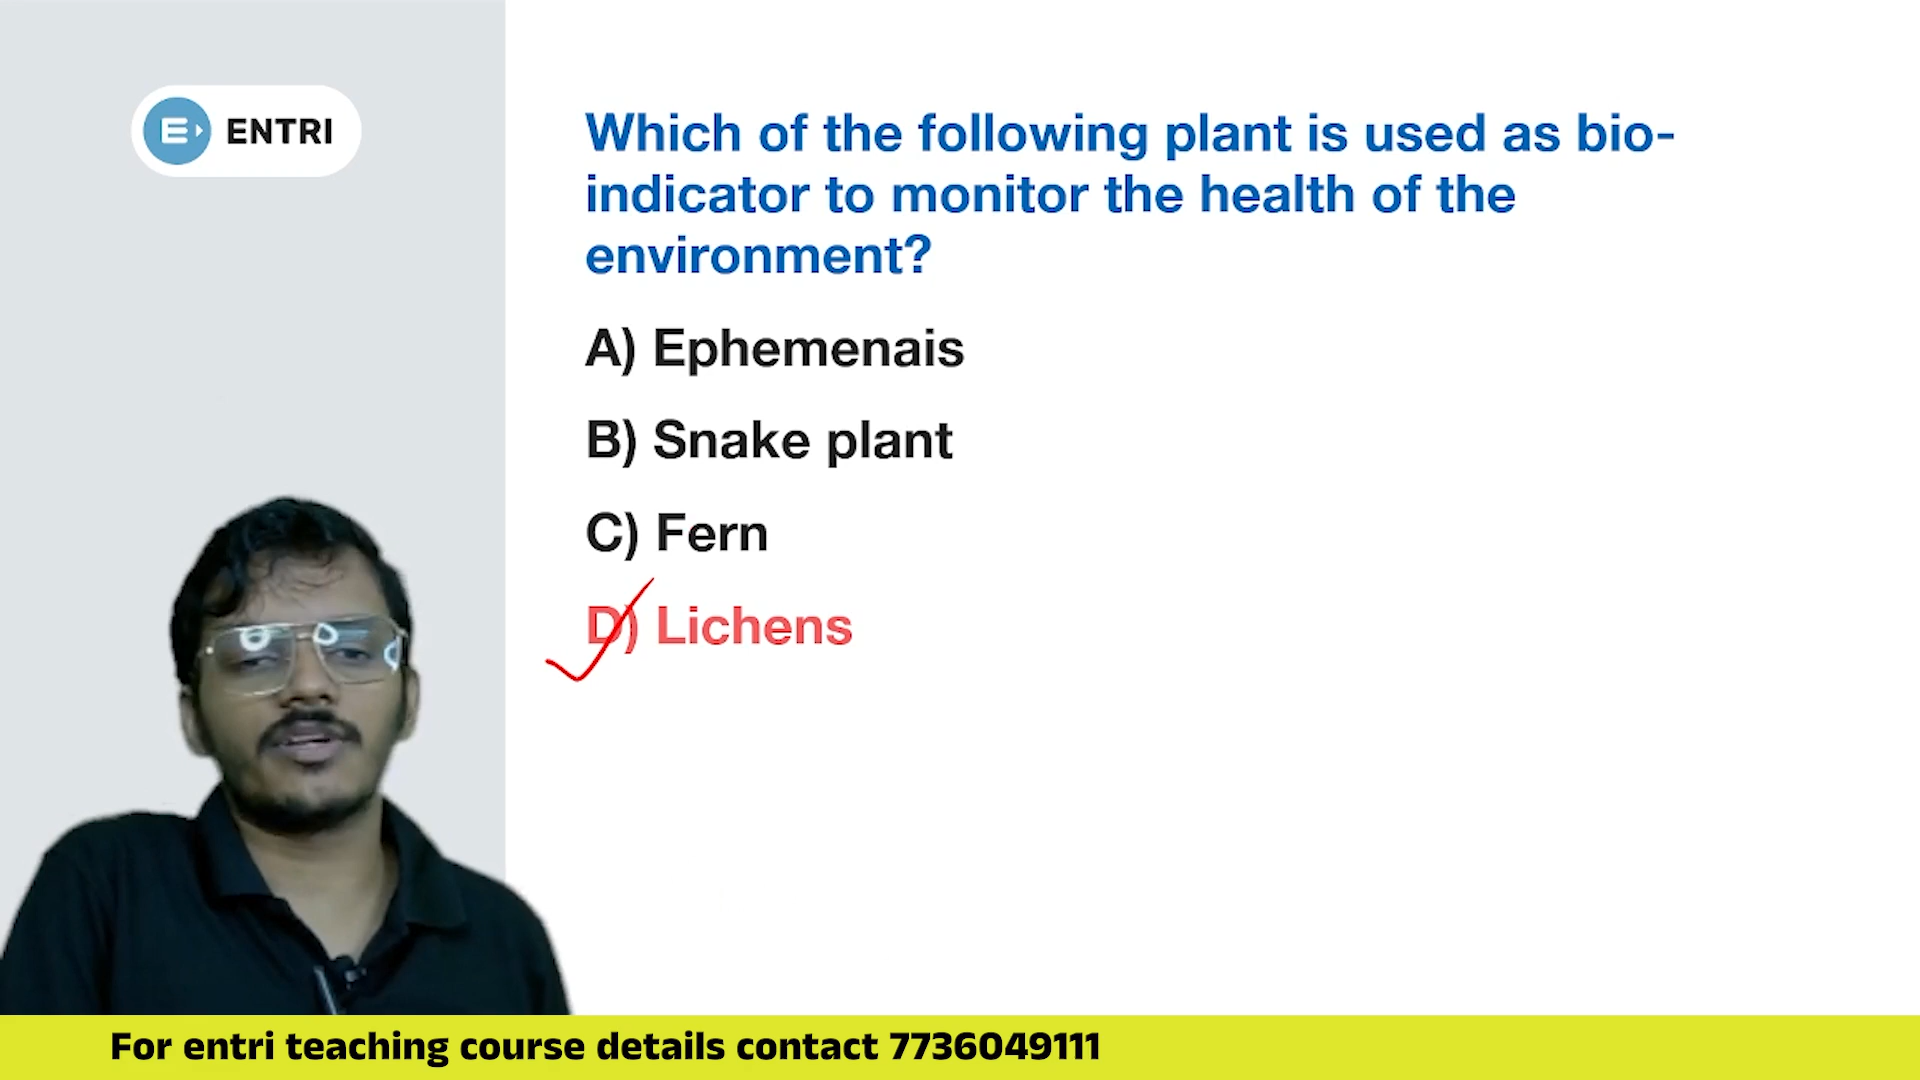 ENTRI
Which of the following plant is used as bio-
indicator to monitor the health of the
environment?
A) Ephemenais
B) Snake plant
C) Fern
D) Lichens
For entri teaching course details contact 7736049111